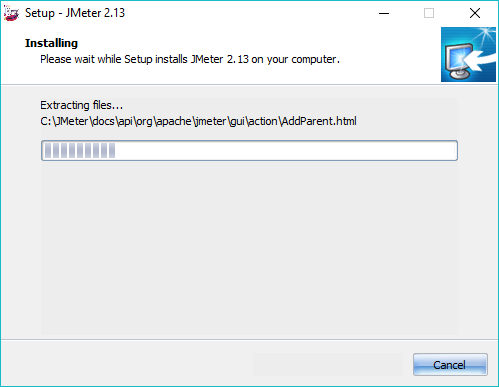 Setup - JMeter 2.13
Installing
Please wait while Setup installs JMeter 2.13 on your computer.
Extracting files...
C:\JMeter\docs\api\org\apache\jmeter\gui\action\AddParent.html
Cancel